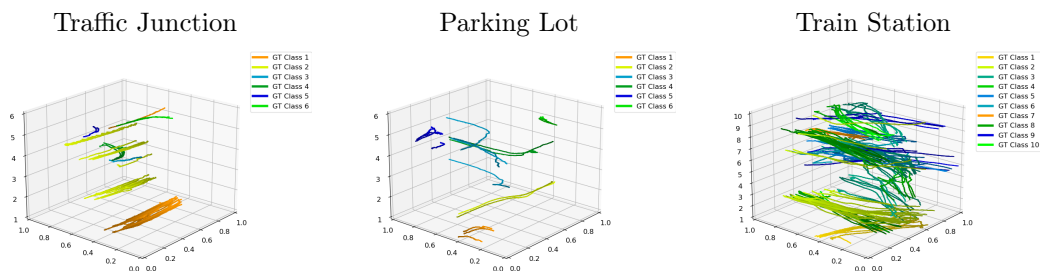 Traffic Junction
GT Class 1
GT Class 2
GT Class 3
GT Class 4
GT Class 5
GT Class 6
6
5
4
3
2
1
1.0
0.8
0.6
0.4
0.2
0.0
0.0
0.2
0.4
0.6
0.8
1.0
Parking Lot
GT Class 1
GT Class 2
GT Class 3
GT Class 4
GT Class 5
GT Class 6
6
5
4
3
2
1
1.0
0.8
0.6
0.4
0.2
0.0
0.0
0.2
0.4
0.6
0.8
1.0
Train Station
GT Class 1
GT Class 2
GT Class 3
GT Class 4
GT Class 5
GT Class 6
GT Class 7
GT Class 8
GT Class 9
GT Class 10
10
9
8
7
6
5
4
3
2
1
1.0
0.8
0.6
0.4
0.2
0.0
0.0
0.2
0.4
0.6
0.8
1.0